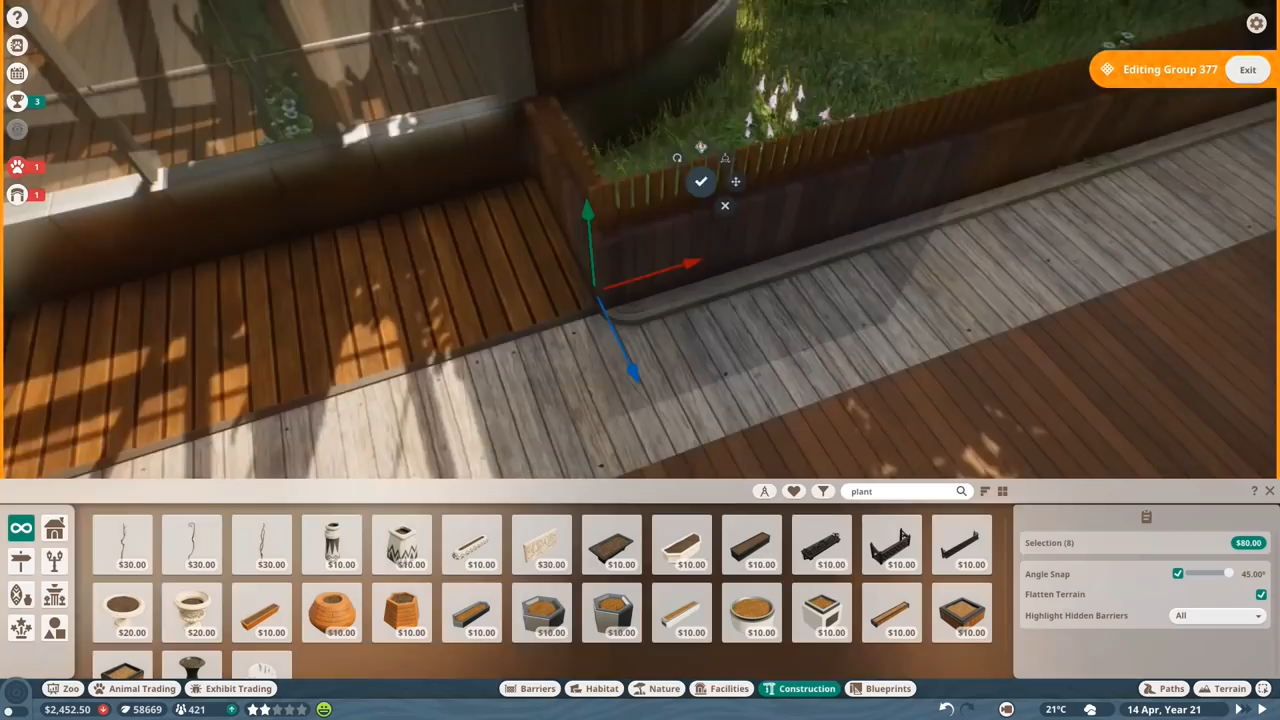 ?
3
1
1
Editing Group 377
Exit
plant
?
$30.00
$30.00
$30.00
$10.00
$10.00
$10.00
$30.00
$10.00
$10.00
$10.00
$10.00
$10.00
$10.00
$20.00
$20.00
$10.00
$10.00
$10.00
$10.00
$10.00
$10.00
$10.00
$10.00
$10.00
$10.00
$10.00
Selection (8)
$80.00
Angle Snap
45.00°
Flatten Terrain
Highlight Hidden Barriers
All
Zoo
Animal Trading
Exhibit Trading
Barriers
Habitat
Nature
Facilities
Construction
Blueprints
Paths
Terrain
$2,452.50
58669
421
21°C
14 Apr, Year 21